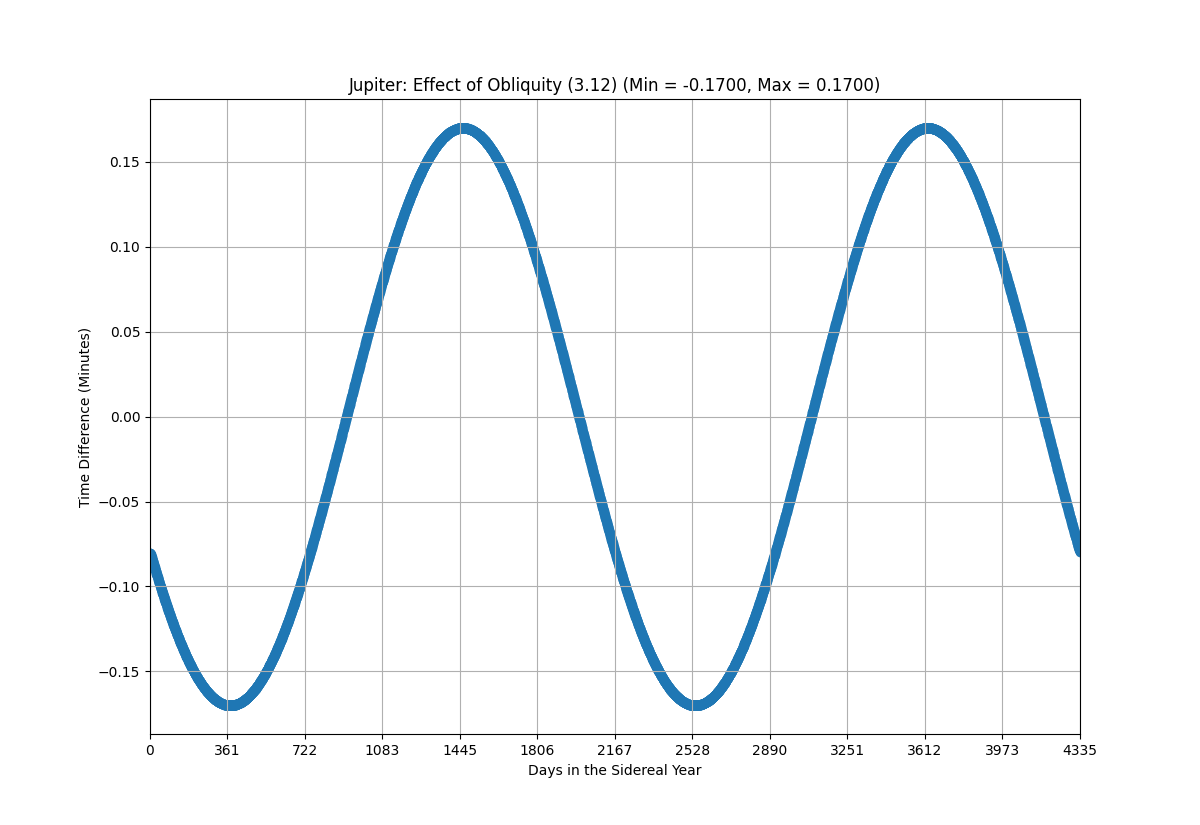 Jupiter: Effect of Obliquity (3.12) (Min = -0.1700, Max = 0.1700)
Time Difference (Minutes)
0.15
0.10
0.05
0.00
−0.05
−0.10
−0.15
0 361 722 1083 1445 1806 2167 2528 2890 3251 3612 3973 4335
Days in the Sidereal Year